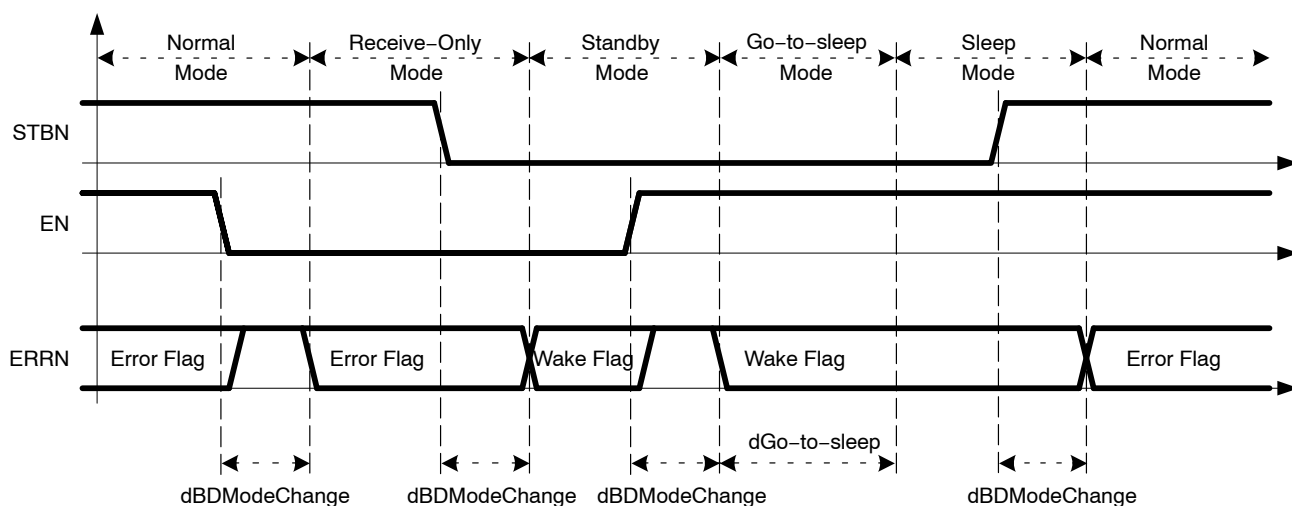 Normal Mode
Receive−Only Mode
Standby Mode
Go−to−sleep Mode
Sleep Mode
Normal Mode
STBN
EN
ERRN
Error Flag
Error Flag
Wake Flag
Wake Flag
Error Flag
dGo−to−sleep
dBDModeChange
dBDModeChange
dBDModeChange
dBDModeChange